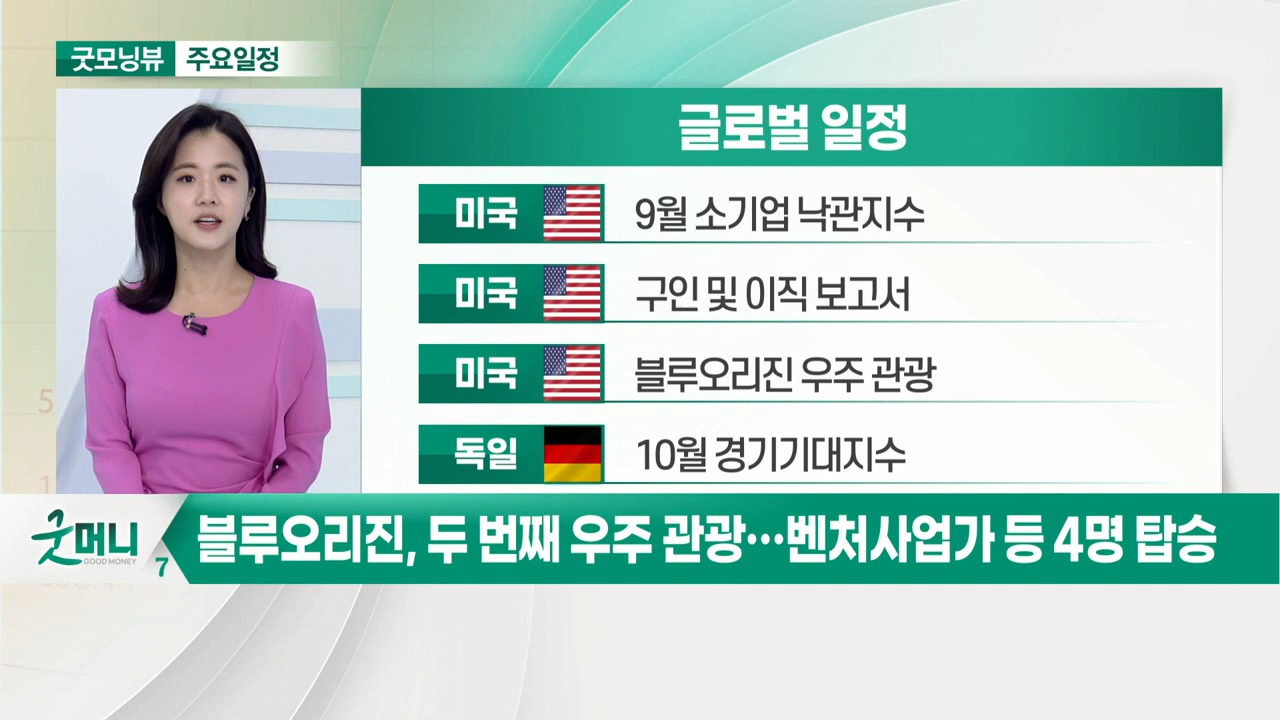 굿모닝뷰 주요일정
글로벌 일정
미국 9월 소기업 낙관지수
미국 구인 및 이직 보고서
미국 블루오리진 우주 관광
독일 10월 경기기대지수
굿머니
GOOD MONEY
7
블루오리진, 두 번째 우주 관광…벤처사업가 등 4명 탑승
5
1